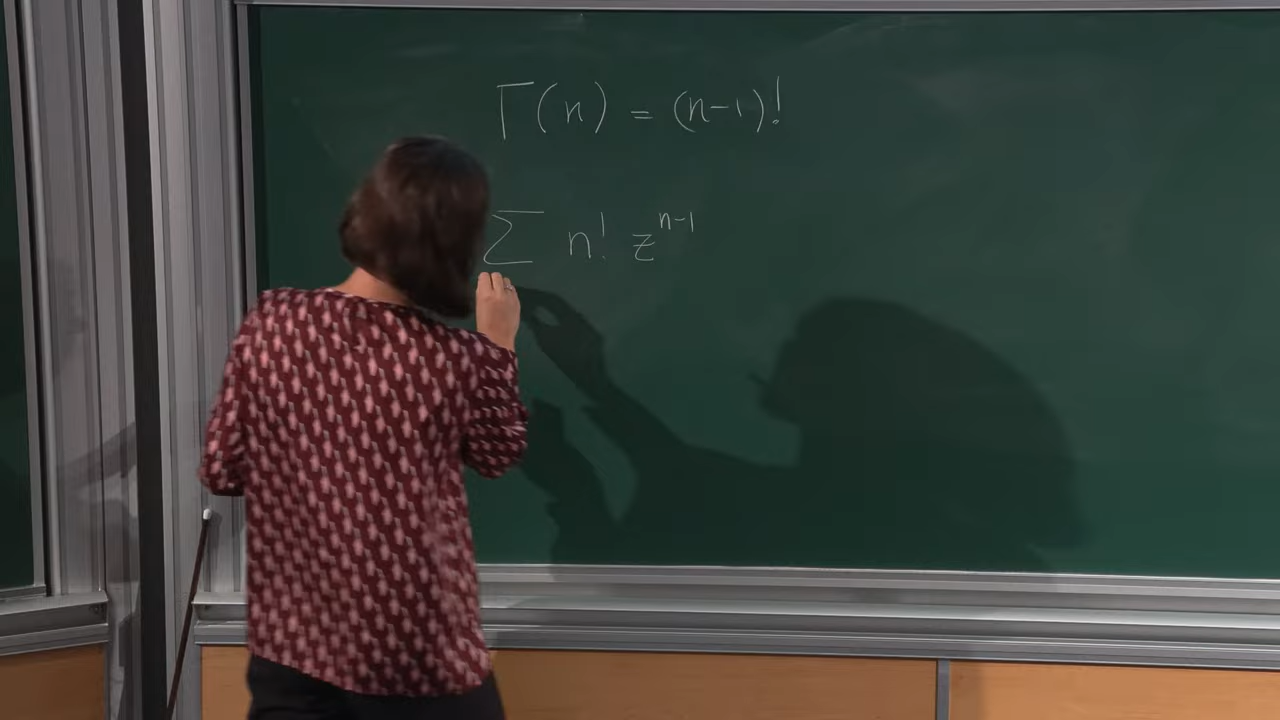 Γ(n) = (n-1)!
Σ n! z^{n-1}